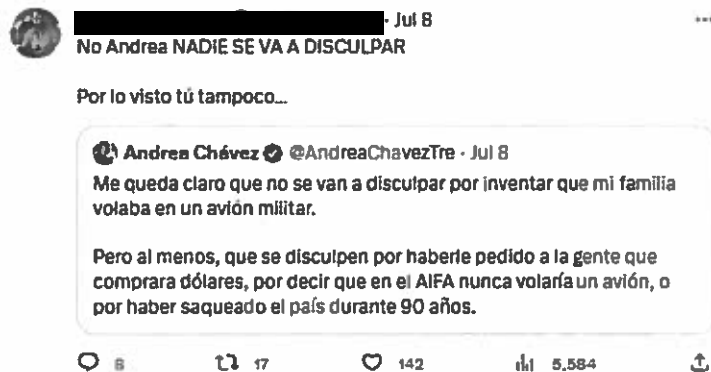 · Jul 8
No Andrea NADIE SE VA A DISCULPAR
Por lo visto tú tampoco...
Andrea Chávez @AndreaChavezTre · Jul 8
Me queda claro que no se van a disculpar por inventar que mi familia
volaba en un avión militar.
Pero al menos, que se disculpen por haberle pedido a la gente que
comprara dólares, por decir que en el AIFA nunca volaría un avión, o
por haber saqueado el país durante 90 años.
8 17 142 5,584